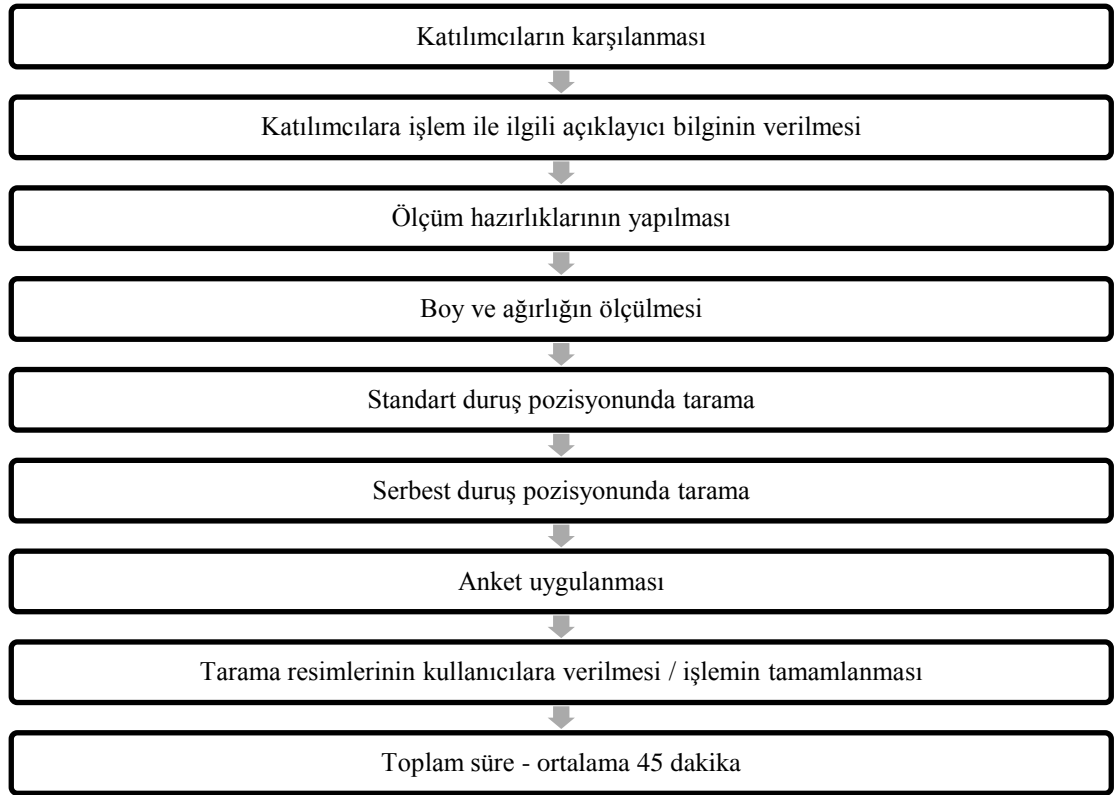 Katılımcıların karşılanması
Katılımcılara işlem ile ilgili açıklayıcı bilginin verilmesi
Ölçüm hazırlıklarının yapılması
Boy ve ağırlığın ölçülmesi
Standart duruş pozisyonunda tarama
Serbest duruş pozisyonunda tarama
Anket uygulanması
Tarama resimlerinin kullanıcılara verilmesi / işlemin tamamlanması
Toplam süre - ortalama 45 dakika